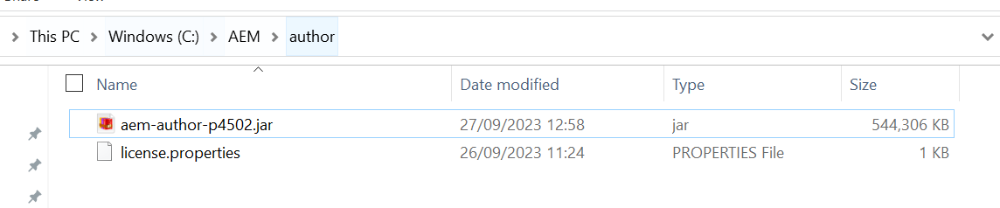 This PC > Windows (C:) > AEM > author
Name Date modified Type Size
aem-author-p4502.jar 27/09/2023 12:58 jar 544,306 KB
license.properties 26/09/2023 11:24 PROPERTIES File 1 KB